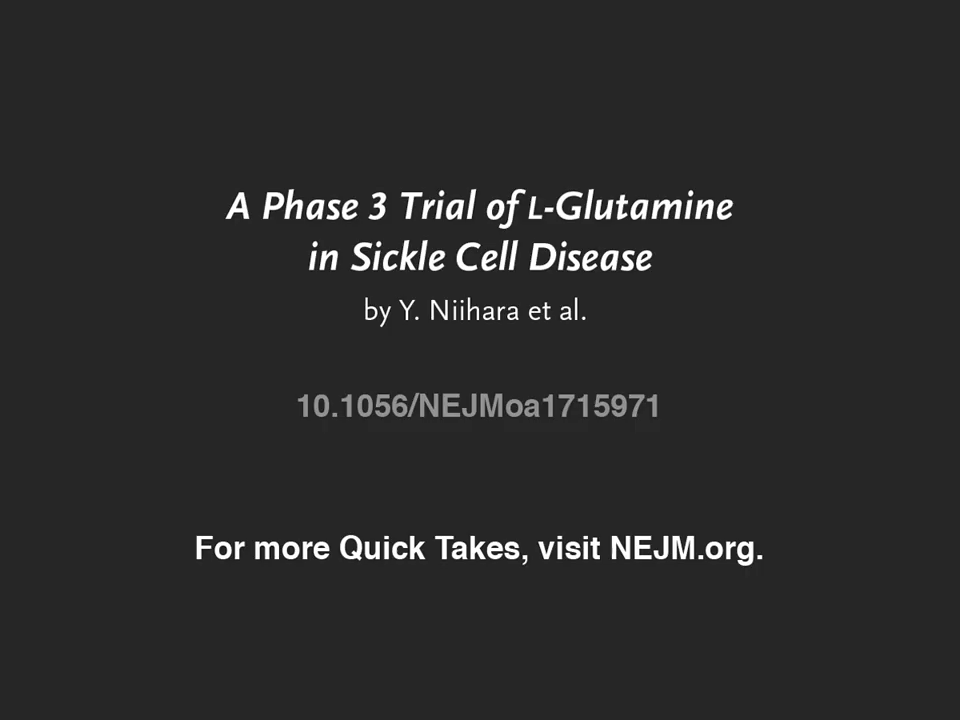 A Phase 3 Trial of L-Glutamine
in Sickle Cell Disease
by Y. Niihara et al.
10.1056/NEJMoa1715971
For more Quick Takes, visit NEJM.org.